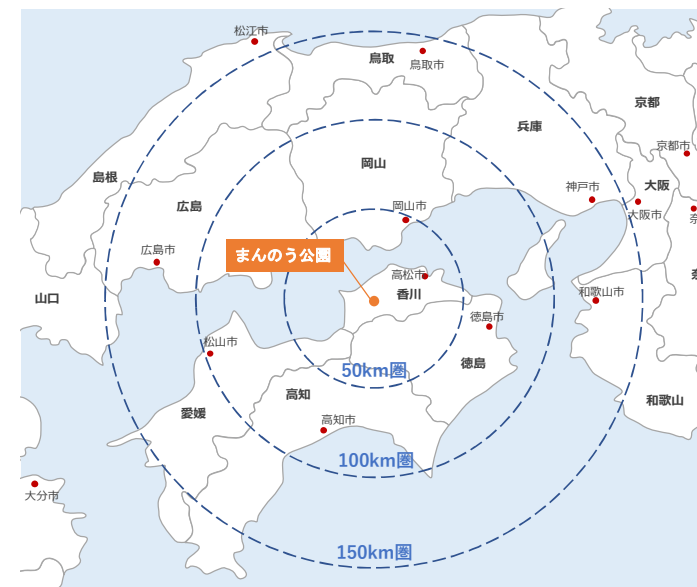 松江市
鳥取
鳥取市
京都
兵庫
京都市
岡山
島根
広島
神戸市
大阪
岡山市
大阪市
奈
広島市
まんのう公園
高松市
香川
和歌山市
山口
徳島市
松山市
50km圏
徳島
高知
和歌山
愛媛
高知市
100km圏
大分市
150km圏